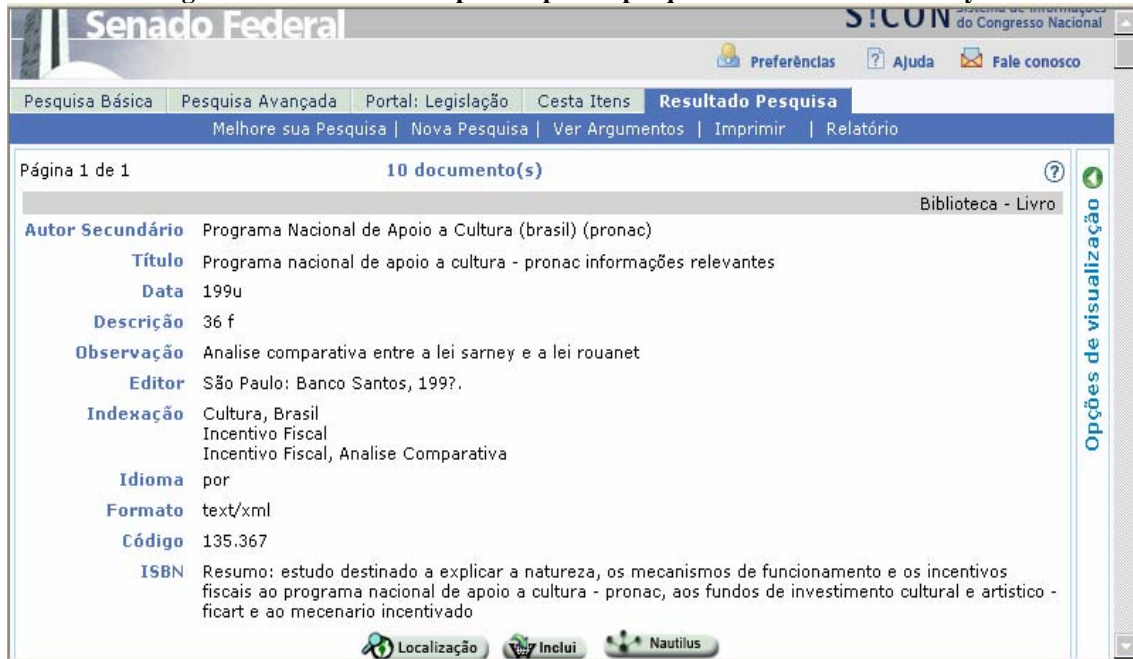 Senado Federal
S!CON
do Congresso Nacional
Preferências Ajuda Fale conosco
Pesquisa Básica Pesquisa Avançada Portal: Legislação Cesta Itens Resultado Pesquisa
Melhore sua Pesquisa | Nova Pesquisa | Ver Argumentos | Imprimir | Relatório
Página 1 de 1 10 documento(s)
Biblioteca - Livro
Autor Secundário Programa Nacional de Apoio a Cultura (brasil) (pronac)
Título Programa nacional de apoio a cultura - pronac informações relevantes
Data 199u
Descrição 36 f
Observação Analise comparativa entre a lei sarney e a lei rouanet
Editor São Paulo: Banco Santos, 199?.
Indexação Cultura, Brasil
Incentivo Fiscal
Incentivo Fiscal, Analise Comparativa
Idioma por
Formato text/xml
Código 135.367
ISBN Resumo: estudo destinado a explicar a natureza, os mecanismos de funcionamento e os incentivos
fiscais ao programa nacional de apoio a cultura - pronac, aos fundos de investimento cultural e artistico -
ficart e ao mecenario incentivado
Localização Inclui Nautilus
Opções de visualização